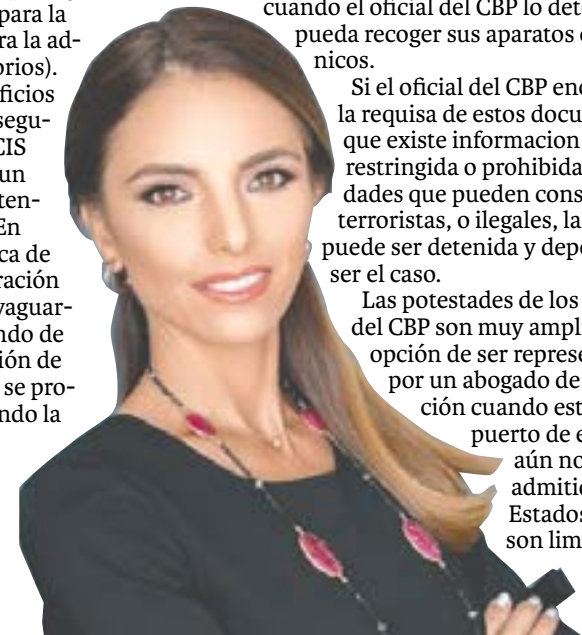 para la
ra la ad-
orios).
ficios
segu-
CIS
un
ten-
En
ca de
ración
vaguar-
ndo de
ión de
se pro-
ndo la
cuando el oficial del CBP lo dete
pueda recoger sus aparatos e
nicos.
Si el oficial del CBP enc
la requisa de estos docu
que existe informacion
restringida o prohibida
dades que pueden cons
terroristas, o ilegales, la
puede ser detenida y depo
ser el caso.
Las potestades de los
del CBP son muy ampli
opción de ser represe
por un abogado de
ción cuando est
puerto de e
aún no
admitid
Estados
son lim